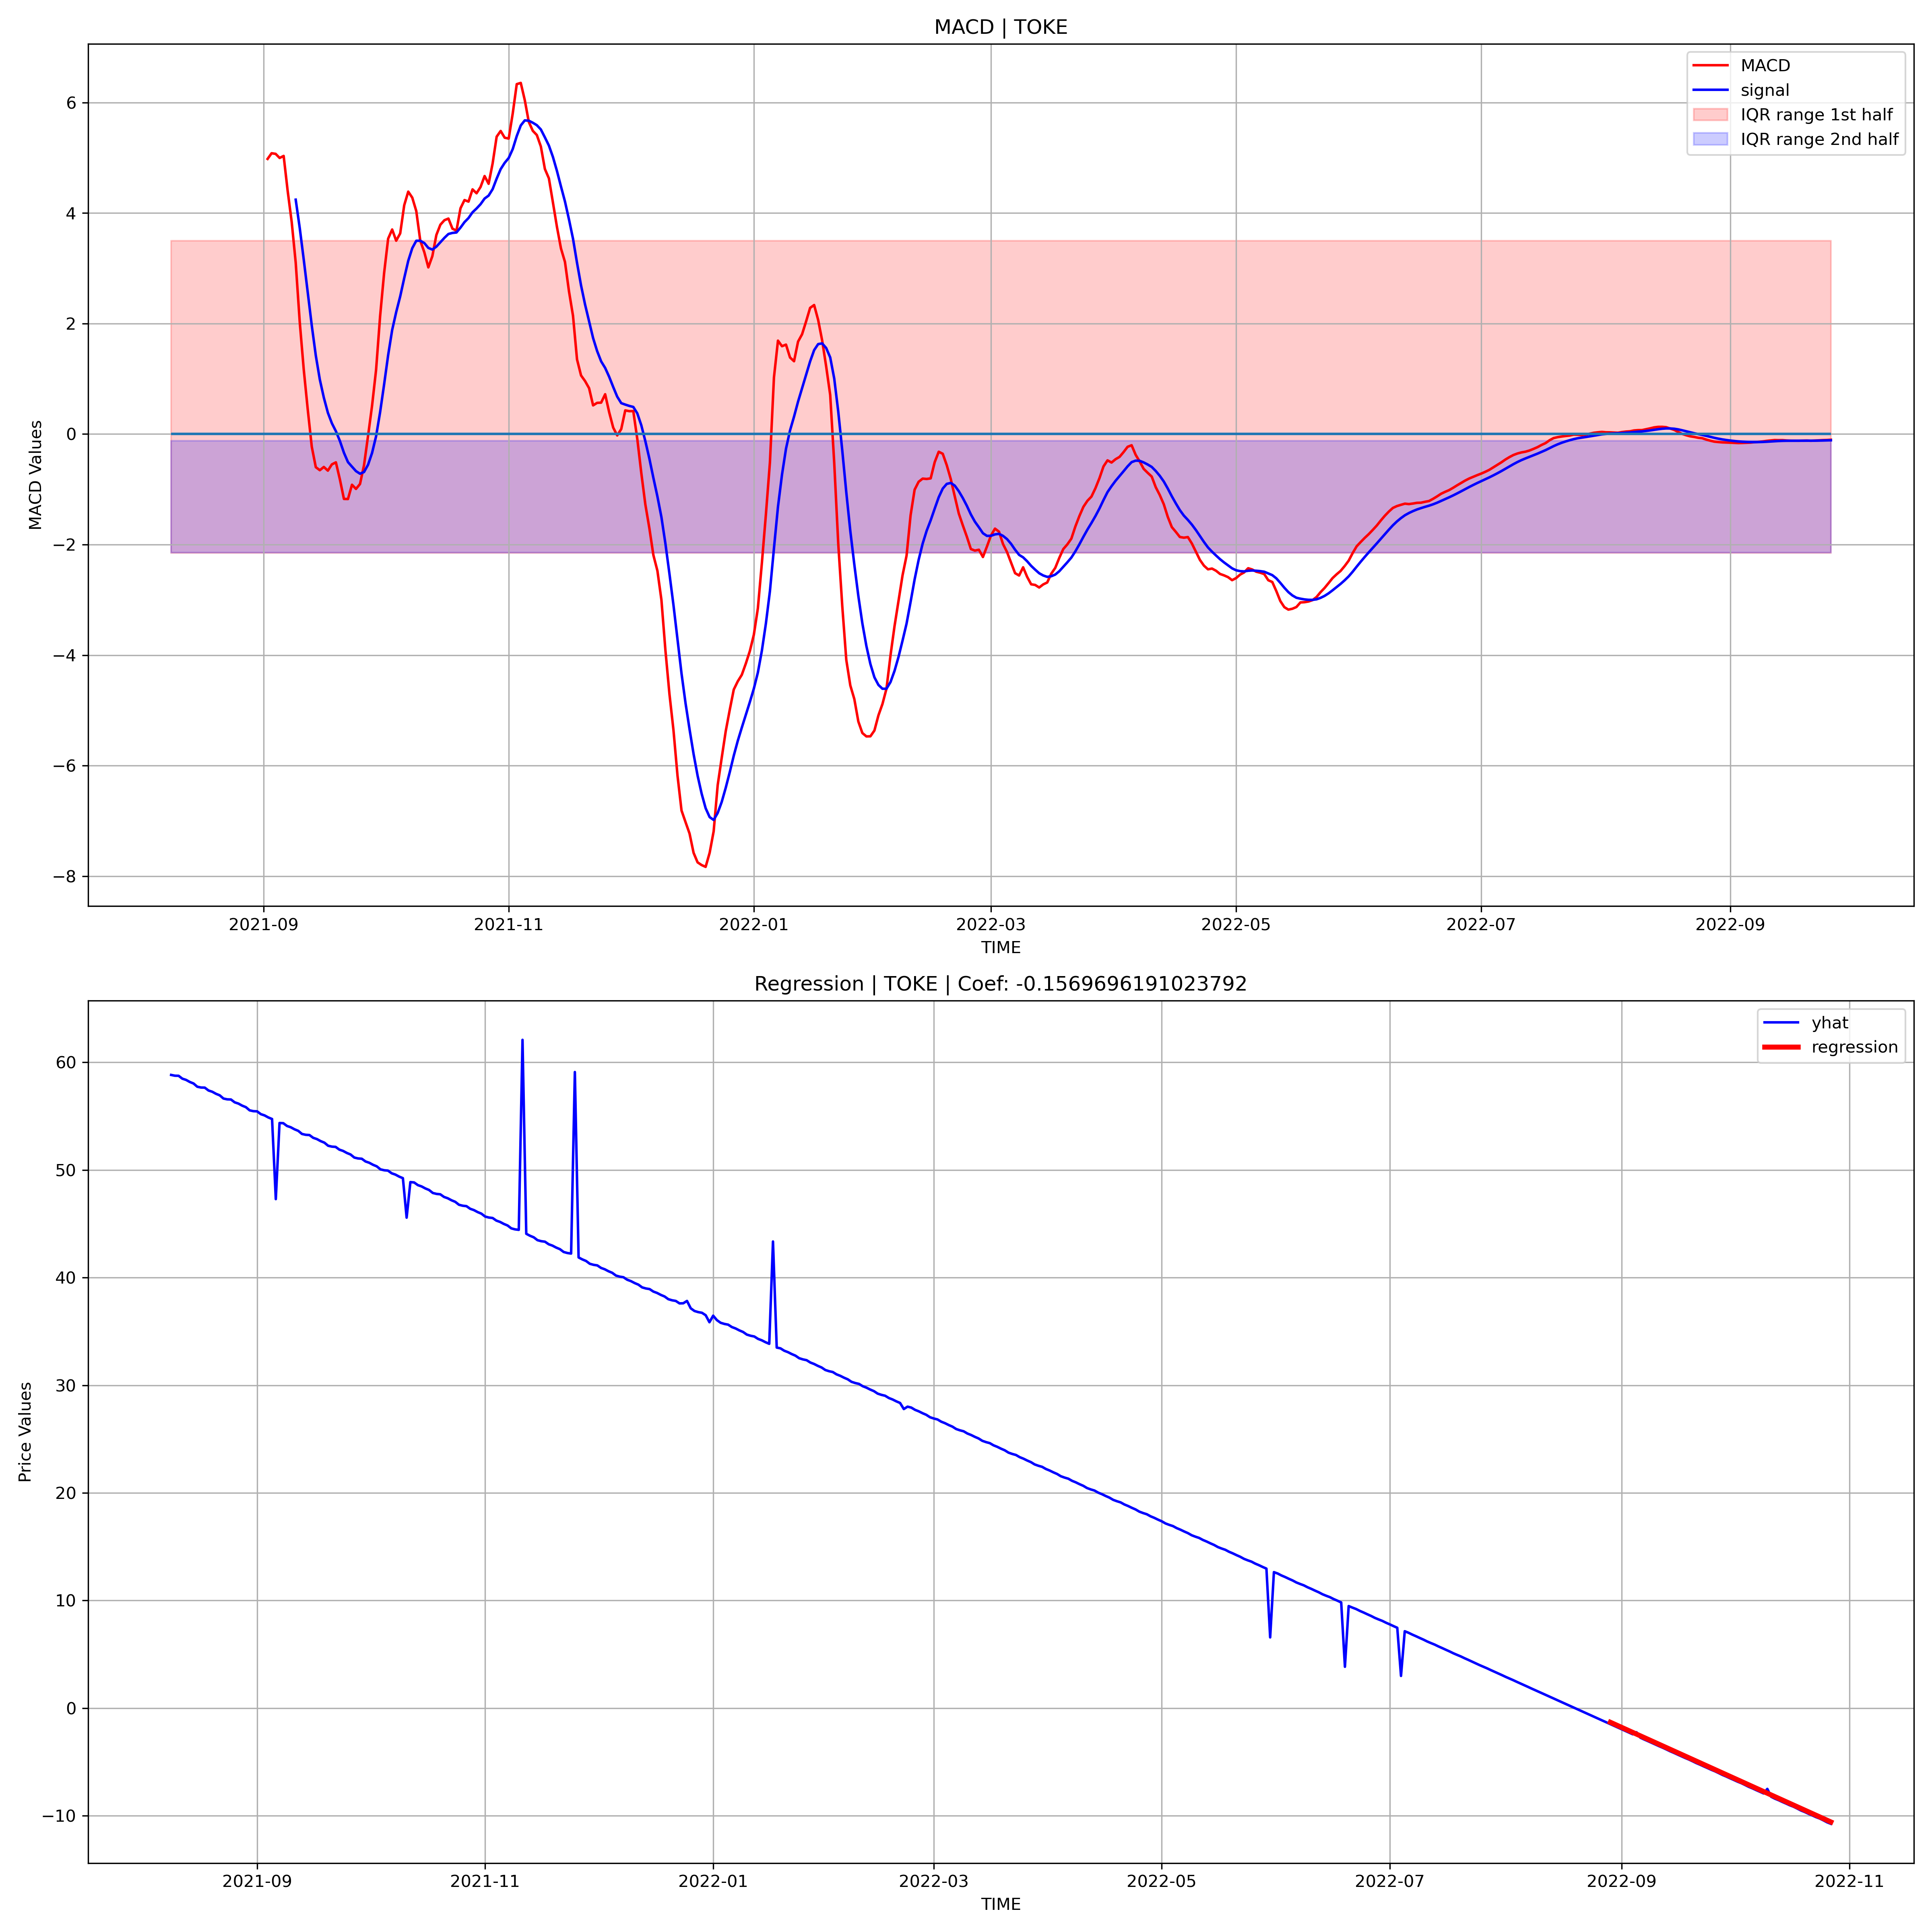 MACD | TOKE
MACD
signal
IQR range 1st half
IQR range 2nd half
6
4
2
0
−2
−4
−6
−8
MACD Values
2021-09 2021-11 2022-01 2022-03 2022-05 2022-07 2022-09
TIME
Regression | TOKE | Coef: -0.1569696191023792
yhat
regression
60
50
40
30
20
10
0
−10
Price Values
2021-09 2021-11 2022-01 2022-03 2022-05 2022-07 2022-09 2022-11
TIME